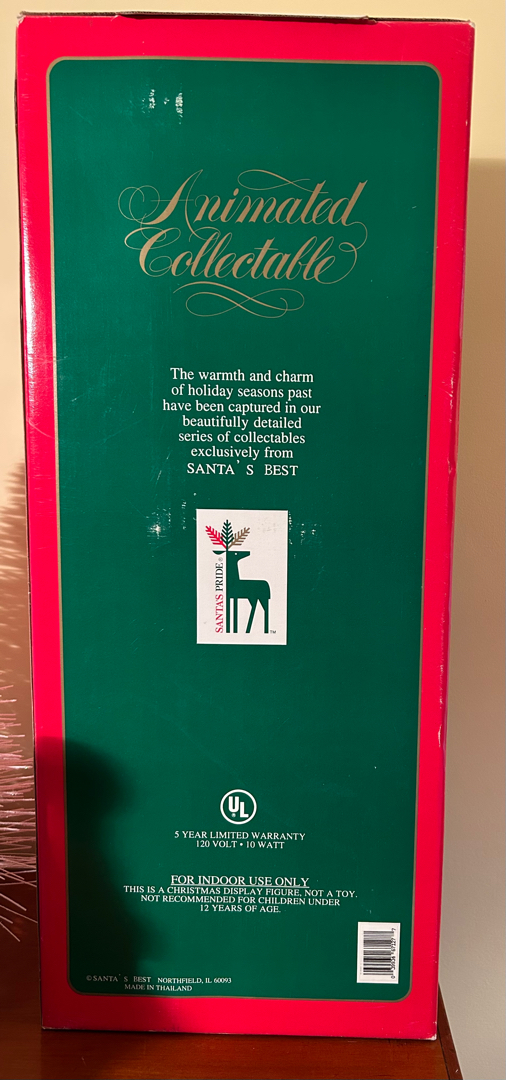 Animated
Collectable
The warmth and charm
of holiday seasons past
have been captured in our
beautifully detailed
series of collectables
exclusively from
SANTA'S BEST
SANTA'S PRIDE®
TM
UL
®
5 YEAR LIMITED WARRANTY
120 VOLT • 10 WATT
FOR INDOOR USE ONLY
THIS IS A CHRISTMAS DISPLAY FIGURE. NOT A TOY.
NOT RECOMMENDED FOR CHILDREN UNDER
12 YEARS OF AGE.
© SANTA'S BEST NORTHFIELD, IL 60093
MADE IN THAILAND